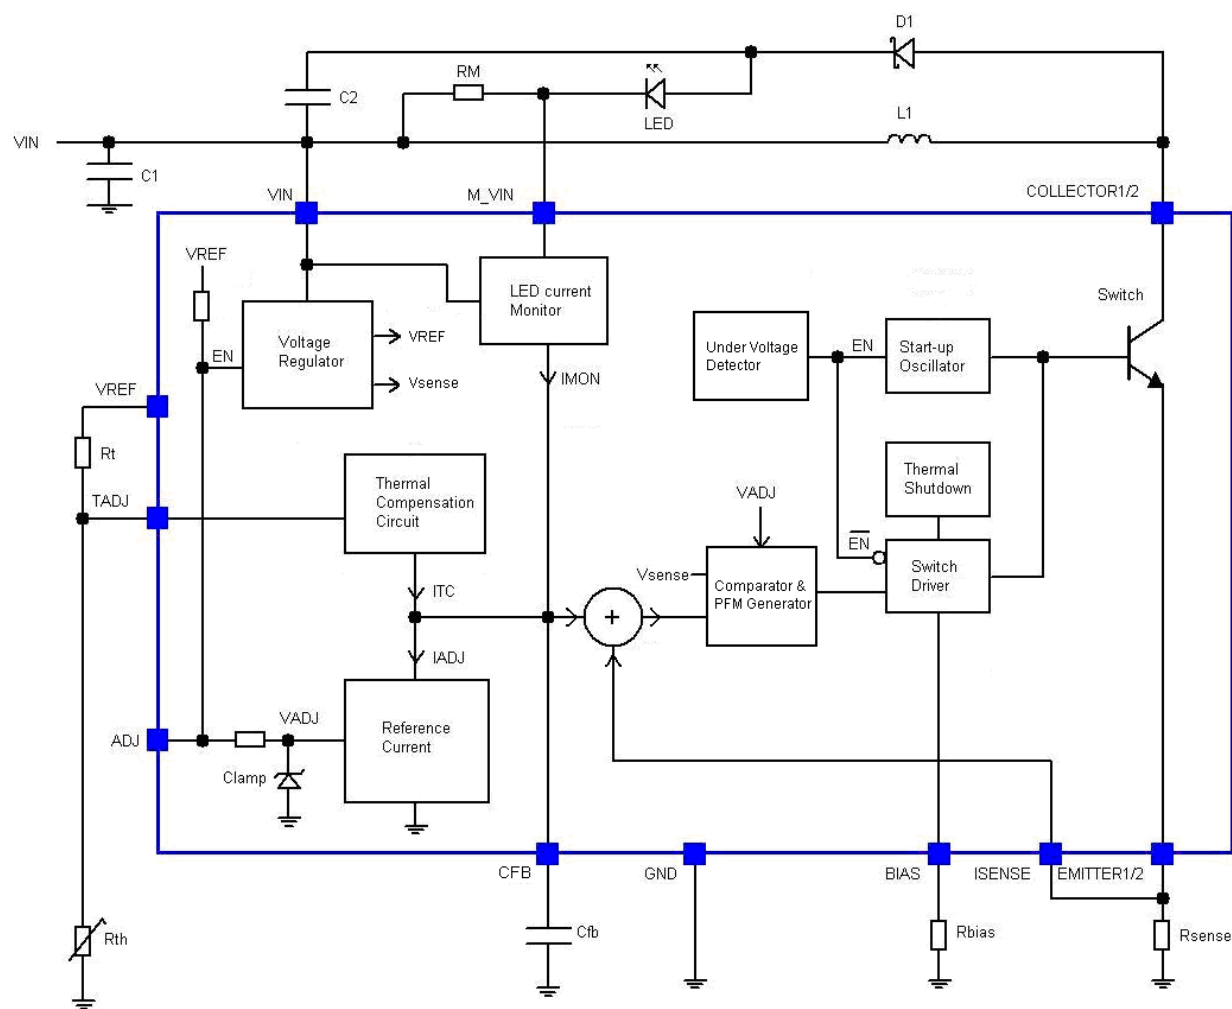 D1
RM
C2
LED
L1
VIN
C1
VIN
M_VIN
COLLECTOR1/2
VREF
LED current
Monitor
Switch
Voltage
Regulator
VREF
Vsense
EN
IMON
Under Voltage
Detector
EN
Start-up
Oscillator
VREF
Rt
TADJ
Thermal
Compensation
Circuit
Thermal
Shutdown
VADJ
EN
Vsense
Comparator &
PFM Generator
Switch
Driver
ITC
+
IADJ
ADJ
VADJ
Reference
Current
Clamp
CFB
GND
BIAS
ISENSE
EMITTER1/2
Rth
Cfb
Rbias
Rsense